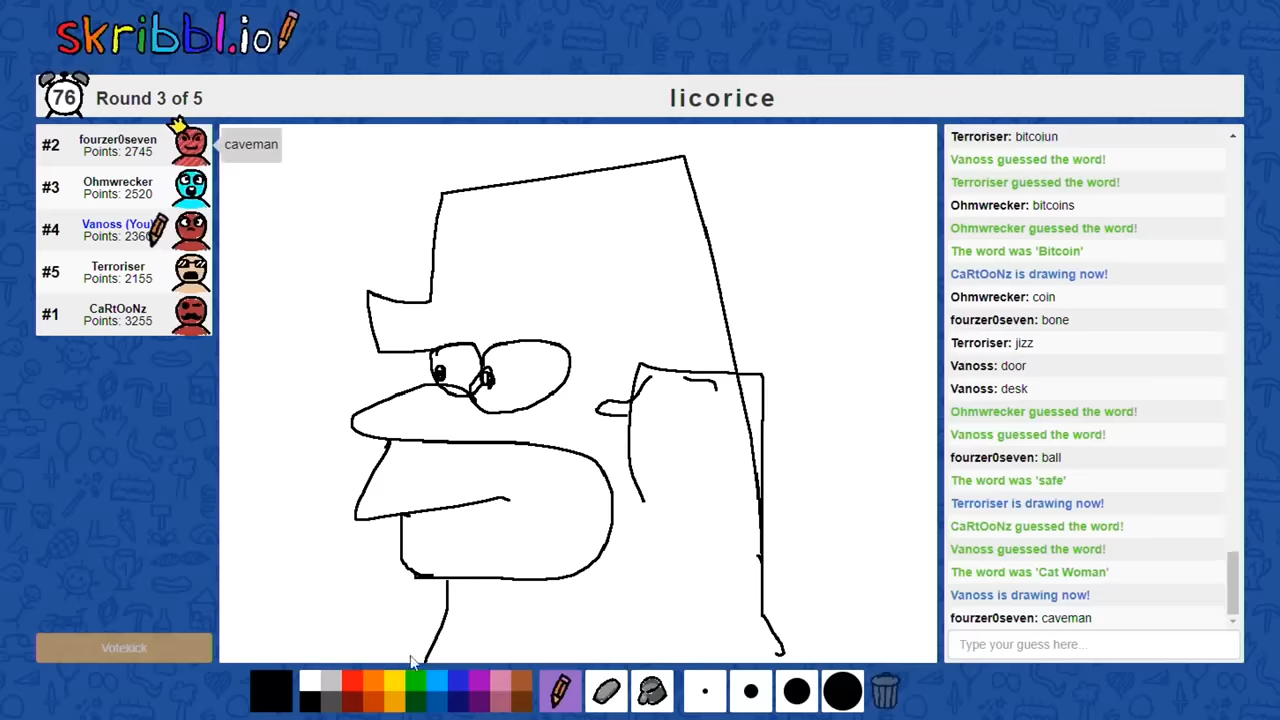 skribbl.io
76
Round 3 of 5
licorice
#2
fourzer0seven
Points: 2745
caveman
#3
Ohmwrecker
Points: 2520
#4
Vanoss (You)
Points: 2366
#5
Terroriser
Points: 2155
#1
CaRtOoNz
Points: 3255
Votekick
Terroriser: bitcoiun
Vanoss guessed the word!
Terroriser guessed the word!
Ohmwrecker: bitcoins
Ohmwrecker guessed the word!
The word was 'Bitcoin'
CaRtOoNz is drawing now!
Ohmwrecker: coin
fourzer0seven: bone
Terroriser: jizz
Vanoss: door
Vanoss: desk
Ohmwrecker guessed the word!
Vanoss guessed the word!
fourzer0seven: ball
The word was 'safe'
Terroriser is drawing now!
CaRtOoNz guessed the word!
Vanoss guessed the word!
The word was 'Cat Woman'
Vanoss is drawing now!
fourzer0seven: caveman
Type your guess here...